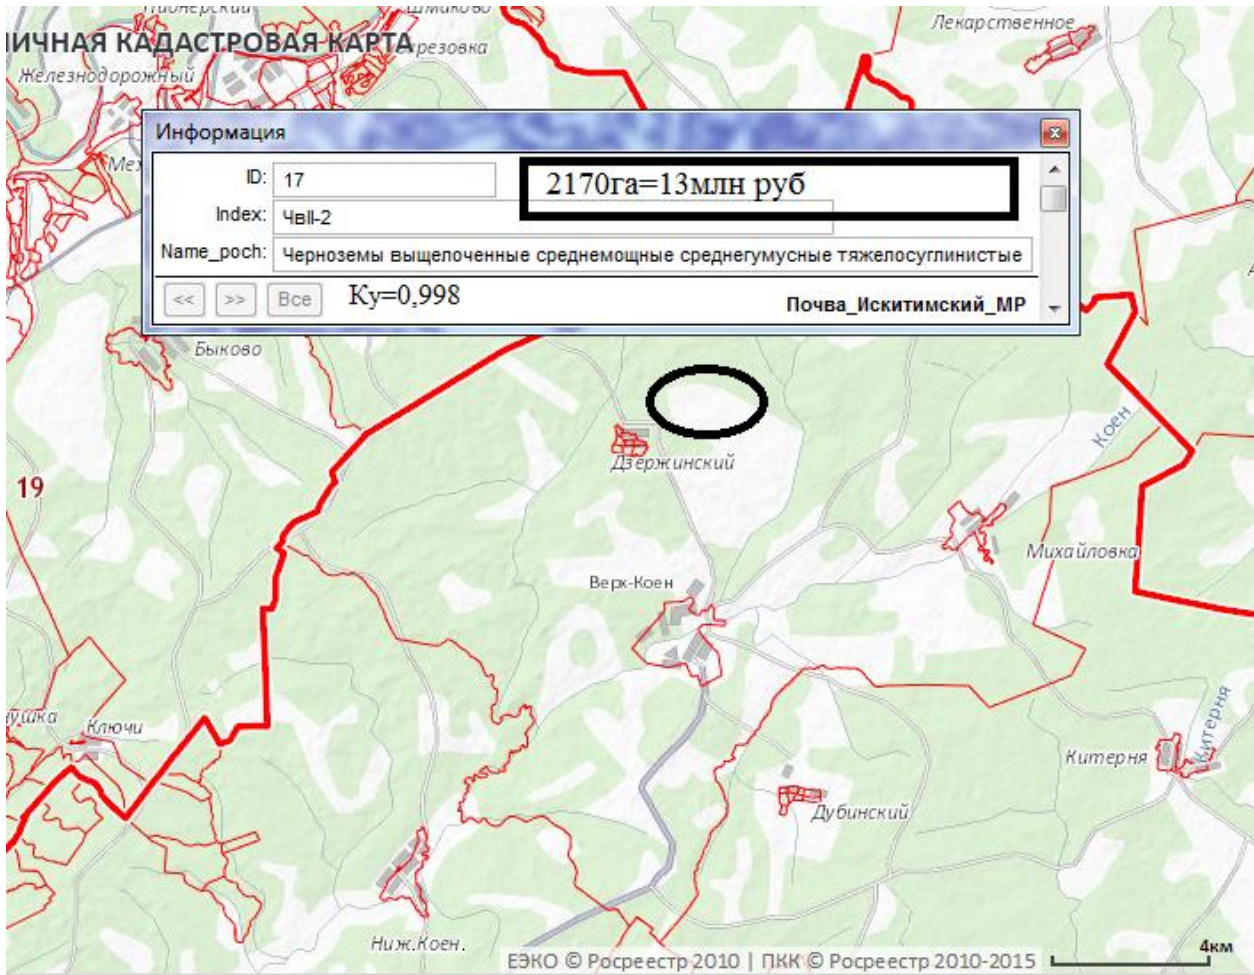 Шмаково
Лекарственное
ИЧНАЯ КАДАСТРОВАЯ КАРТА
Железнодорожный
Информация
ID: 17
2170га=13млн руб
Index: ЧвII-2
Name_poch: Черноземы выщелоченные среднемощные среднегумусные тяжелосуглинистые
<< >> Все Ку=0,998 Почва_Искитимский_МР
Быково
Коен
Дзержинский
19
Михайловка
Верх-Коен
Ключи
Китерня
Китерня
Дубинский
Ниж.Коен.
4км
ЕЭКО © Росреестр 2010 | ПКК © Росреестр 2010-2015